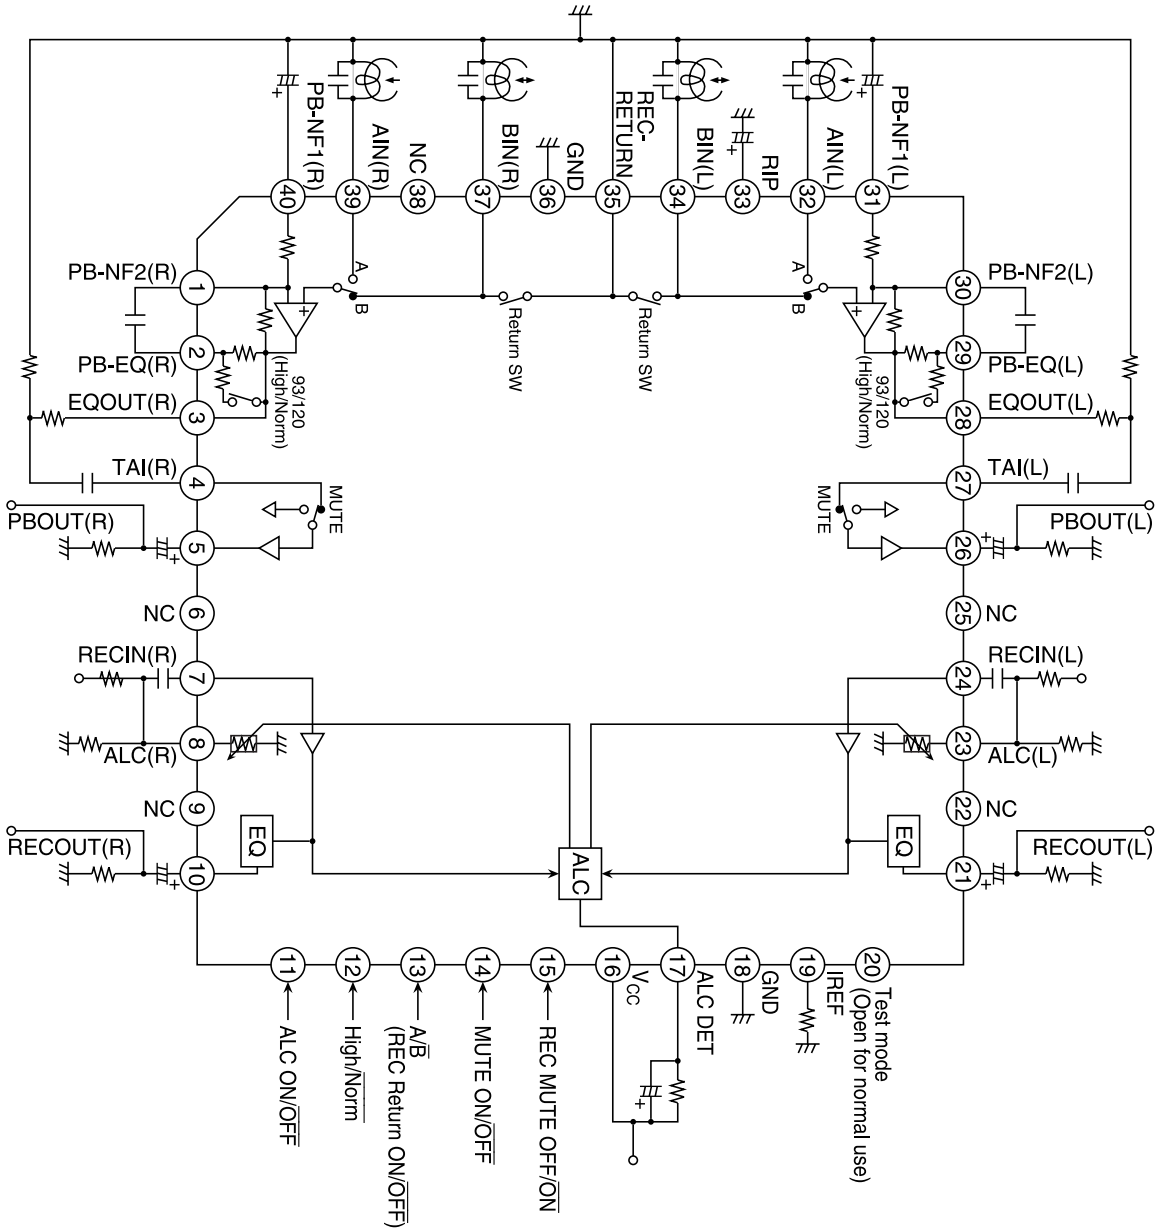 PB-NF1(R)
AIN(R)
NC
BIN(R)
GND
REC-
RETURN
BIN(L)
RIP
AIN(L)
PB-NF1(L)
40
39
38
37
36
35
34
33
32
31
A
B
Return SW
Return SW
A
B
PB-NF2(R)
1
PB-EQ(R)
2
93/120
(High/Norm)
EQOUT(R)
3
TAI(R)
4
MUTE
PBOUT(R)
5
NC
6
RECIN(R)
7
ALC(R)
8
NC
9
RECOUT(R)
10
EQ
ALC
EQ
PB-NF2(L)
30
PB-EQ(L)
29
93/120
(High/Norm)
EQOUT(L)
28
TAI(L)
27
MUTE
PBOUT(L)
26
NC
25
RECIN(L)
24
ALC(L)
23
NC
22
RECOUT(L)
21
11
12
13
14
15
16
17
18
19
20
ALC ON/OFF
High/Norm
A/B
(REC Return ON/OFF)
MUTE ON/OFF
REC MUTE OFF/ON
VCC
ALC DET
GND
IREF
Test mode
(Open for normal use)
+
+
+
+
+
+
+
+
+
+